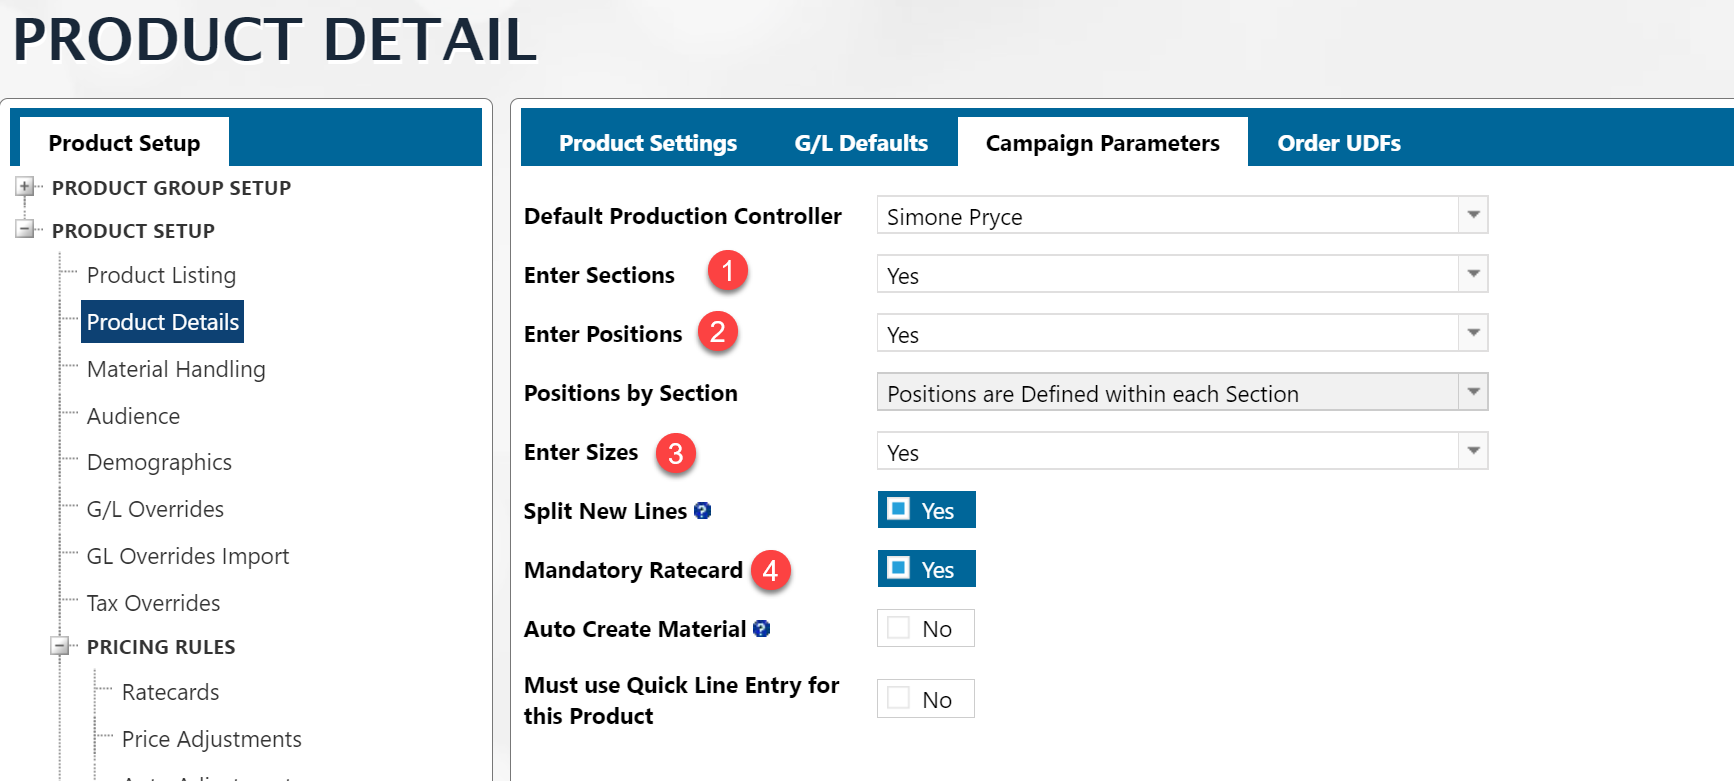 PRODUCT DETAIL
Product Setup
PRODUCT GROUP SETUP
PRODUCT SETUP
Product Listing
Product Details
Material Handling
Audience
Demographics
G/L Overrides
GL Overrides Import
Tax Overrides
PRICING RULES
Ratecards
Price Adjustments
Product Settings G/L Defaults Campaign Parameters Order UDFs
Default Production Controller Simone Pryce
Enter Sections 1 Yes
Enter Positions 2 Yes
Positions by Section Positions are Defined within each Section
Enter Sizes 3 Yes
Split New Lines ? Yes
Mandatory Ratecard 4 Yes
Auto Create Material ? No
Must use Quick Line Entry for
this Product No